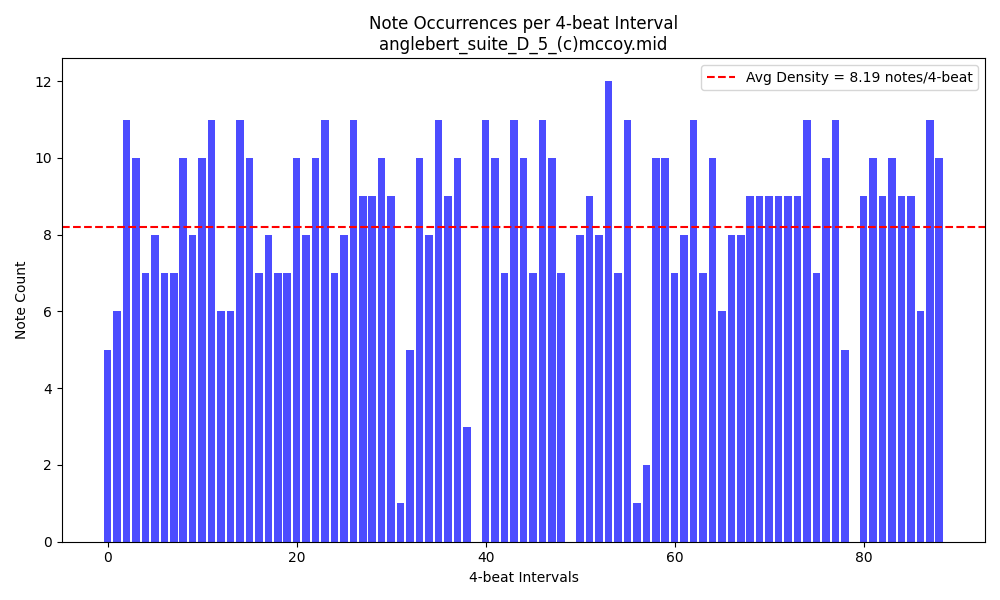 Note Occurrences per 4-beat Interval
anglebert_suite_D_5_(c)mccoy.mid
Avg Density = 8.19 notes/4-beat
12
10
8
6
4
2
0
Note Count
0 20 40 60 80
4-beat Intervals